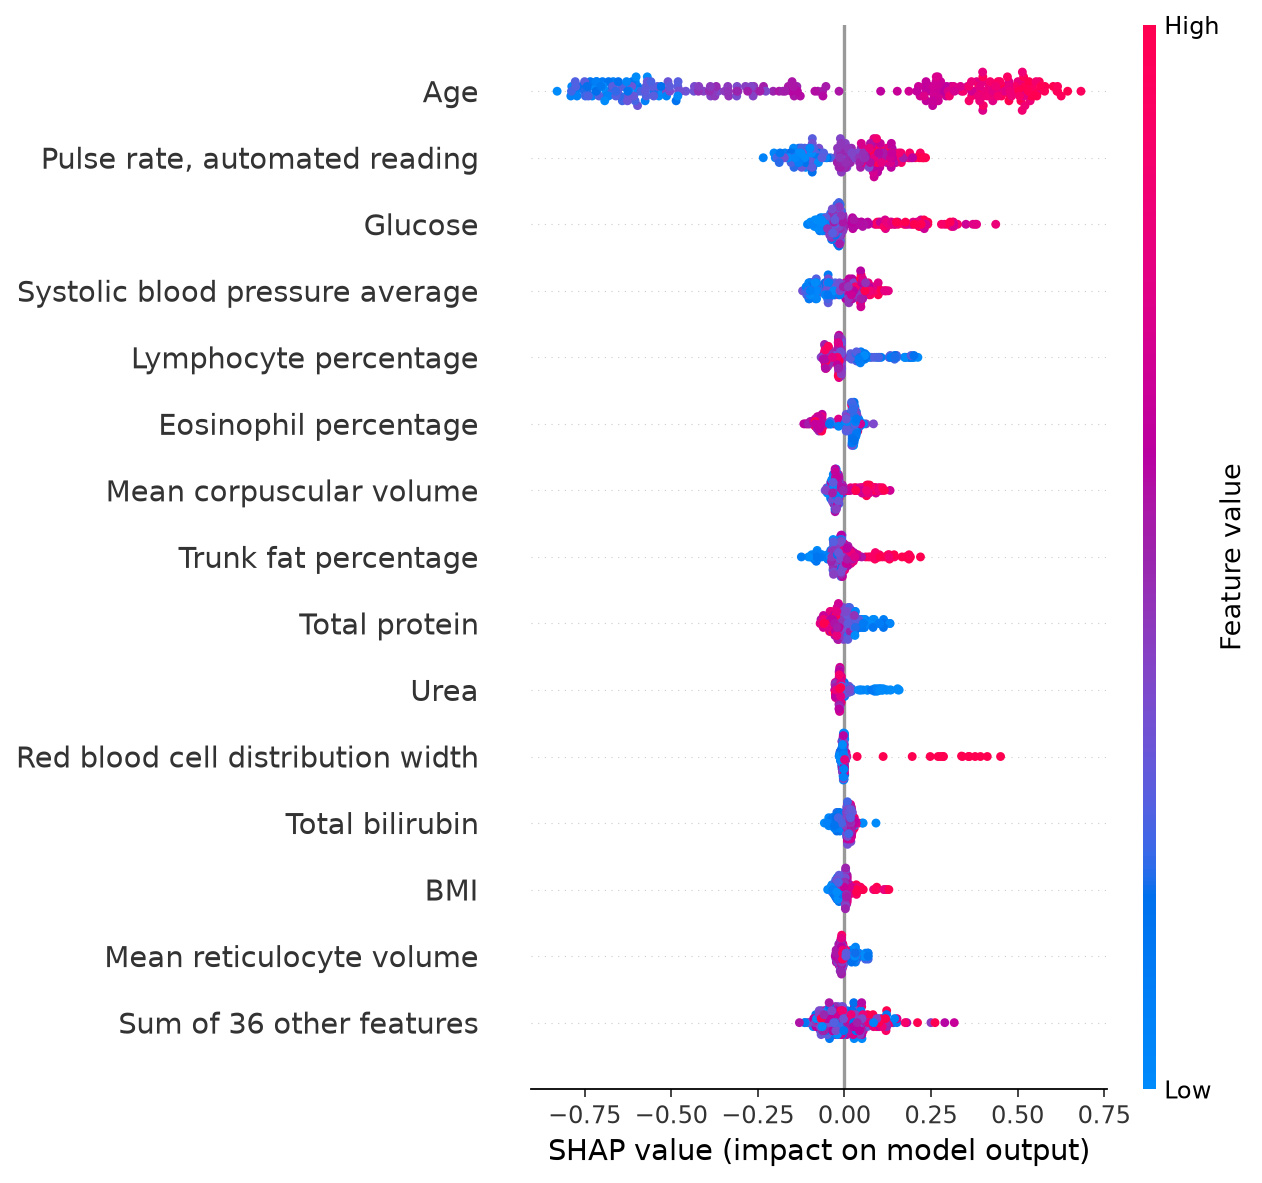 High
Age
Pulse rate, automated reading
Glucose
Systolic blood pressure average
Lymphocyte percentage
Eosinophil percentage
Mean corpuscular volume
Trunk fat percentage
Total protein
Urea
Red blood cell distribution width
Total bilirubin
BMI
Mean reticulocyte volume
Sum of 36 other features
Feature value
Low
−0.75 −0.50 −0.25 0.00 0.25 0.50 0.75
SHAP value (impact on model output)